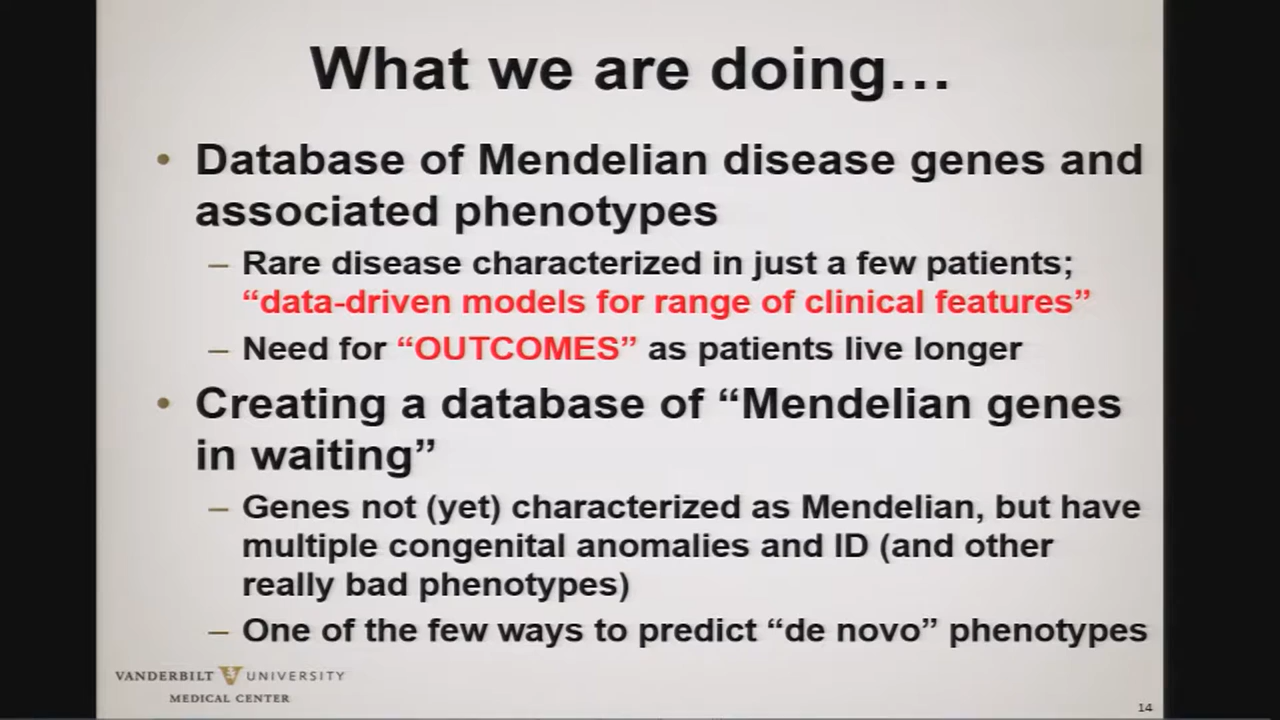 What we are doing…
• Database of Mendelian disease genes and
associated phenotypes
– Rare disease characterized in just a few patients;
“data-driven models for range of clinical features”
– Need for “OUTCOMES” as patients live longer
• Creating a database of “Mendelian genes
in waiting”
– Genes not (yet) characterized as Mendelian, but have
multiple congenital anomalies and ID (and other
really bad phenotypes)
– One of the few ways to predict “de novo” phenotypes
VANDERBILT UNIVERSITY
MEDICAL CENTER
14